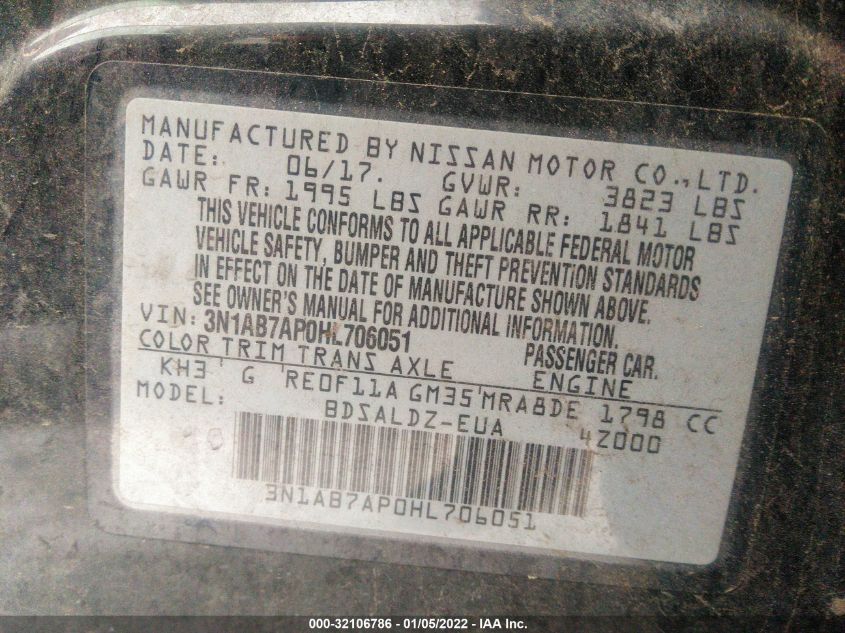 MANUFACTURED BY NISSAN MOTOR CO.,LTD.
DATE: 06/17. GVWR: 3823 LBS
GAWR FR: 1995 LBS GAWR RR: 1841 LBS
THIS VEHICLE CONFORMS TO ALL APPLICABLE FEDERAL MOTOR
VEHICLE SAFETY, BUMPER AND THEFT PREVENTION STANDARDS
IN EFFECT ON THE DATE OF MANUFACTURE SHOWN ABOVE.
SEE OWNER'S MANUAL FOR ADDITIONAL INFORMATION.
VIN: 3N1AB7AP0HL706051 PASSENGER CAR.
COLOR TRIM TRANS AXLE ENGINE
KH3 G RE0F11A GM35 MRA8DE 1798 CC
MODEL: BDSALDZ-EUA 4Z000
3N1AB7AP0HL706051
000-32106786 - 01/05/2022 - IAA Inc.